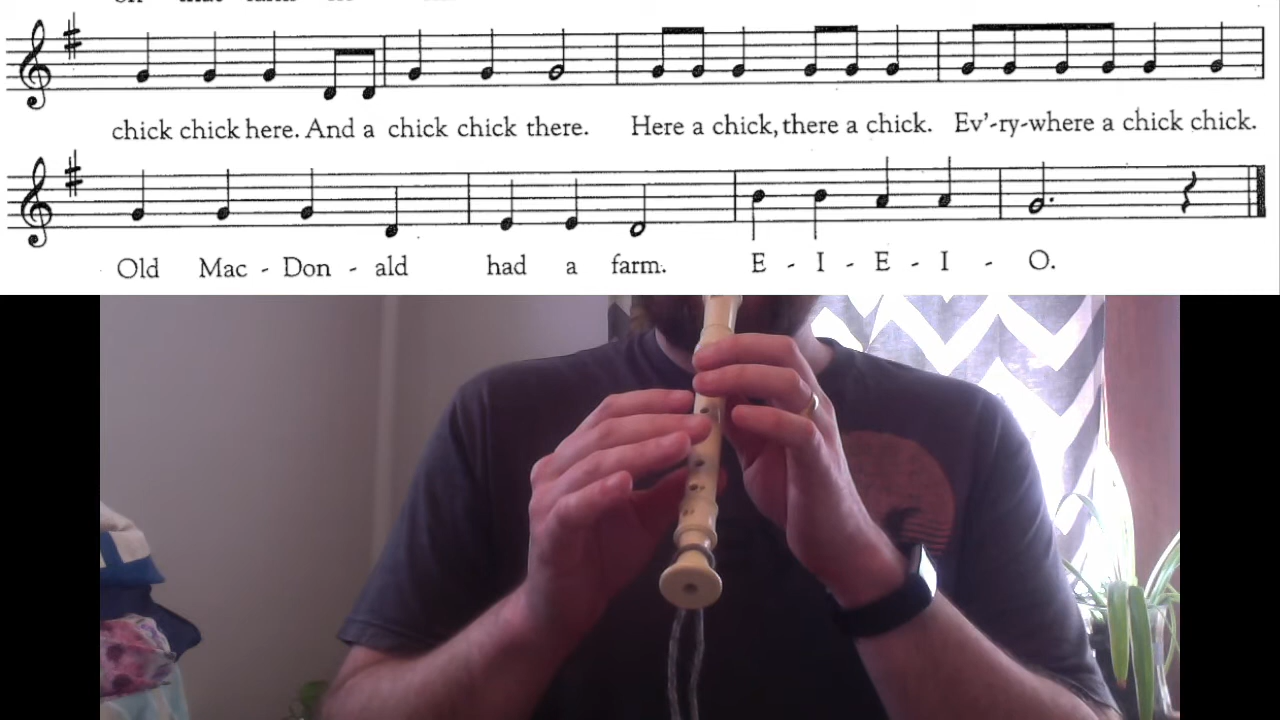 chick chick here. And a chick chick there. Here a chick, there a chick. Ev'-ry-where a chick chick.
Old Mac - Don - ald had a farm. E - I - E - I - O.